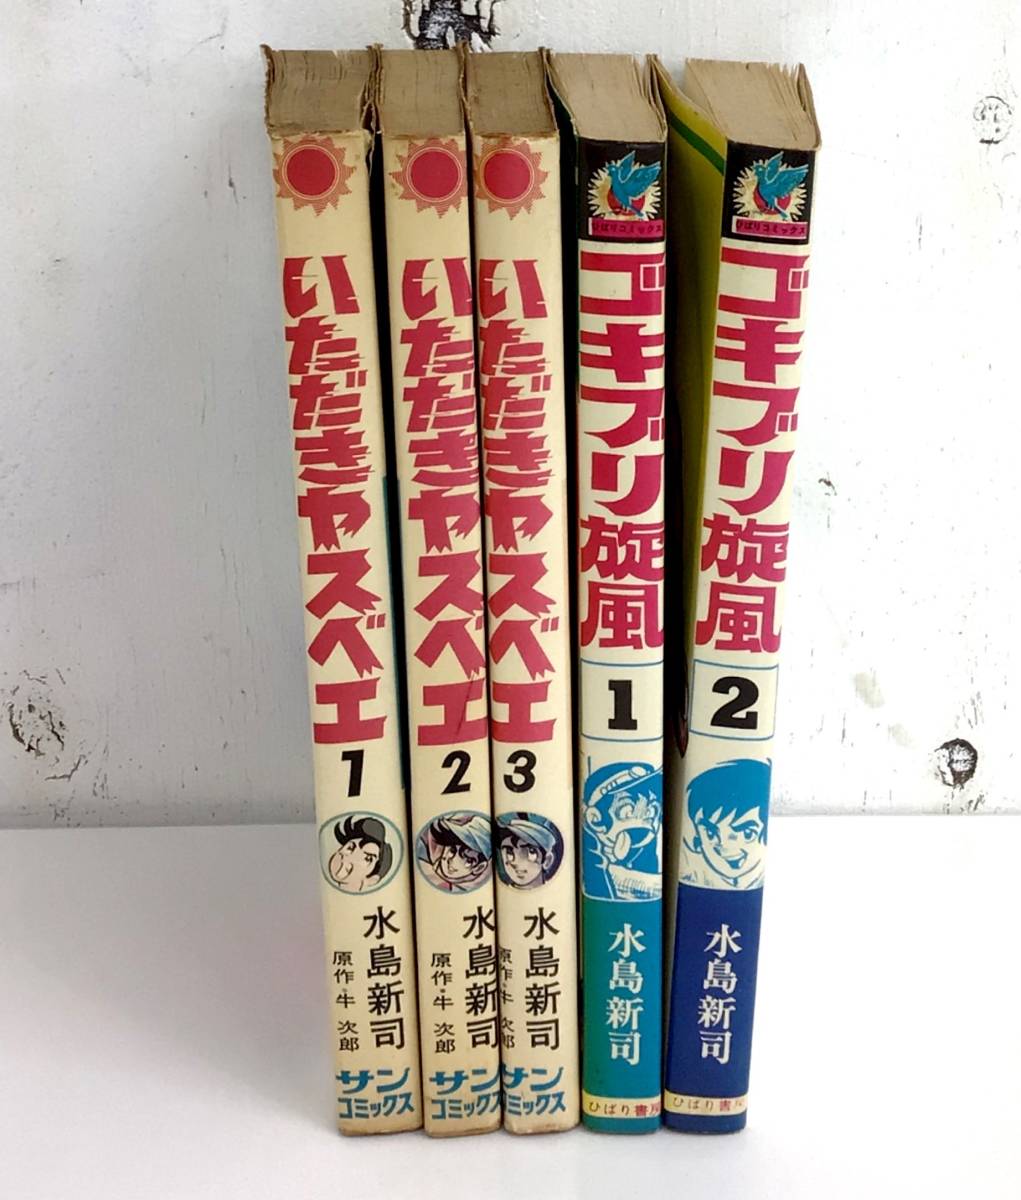 いただきヤスベエ
1
水島新司
原作・牛 次郎
サン
コミックス
いただきヤスベエ
2
水島新司
原作・牛 次郎
サン
コミックス
いただきヤスベエ
3
水島新司
原作・牛 次郎
サン
コミックス
ひばりコミックス
ゴキブリ旋風
1
水島新司
ひばり書房
ひばりコミックス
ゴキブリ旋風
2
水島新司
ひばり書房